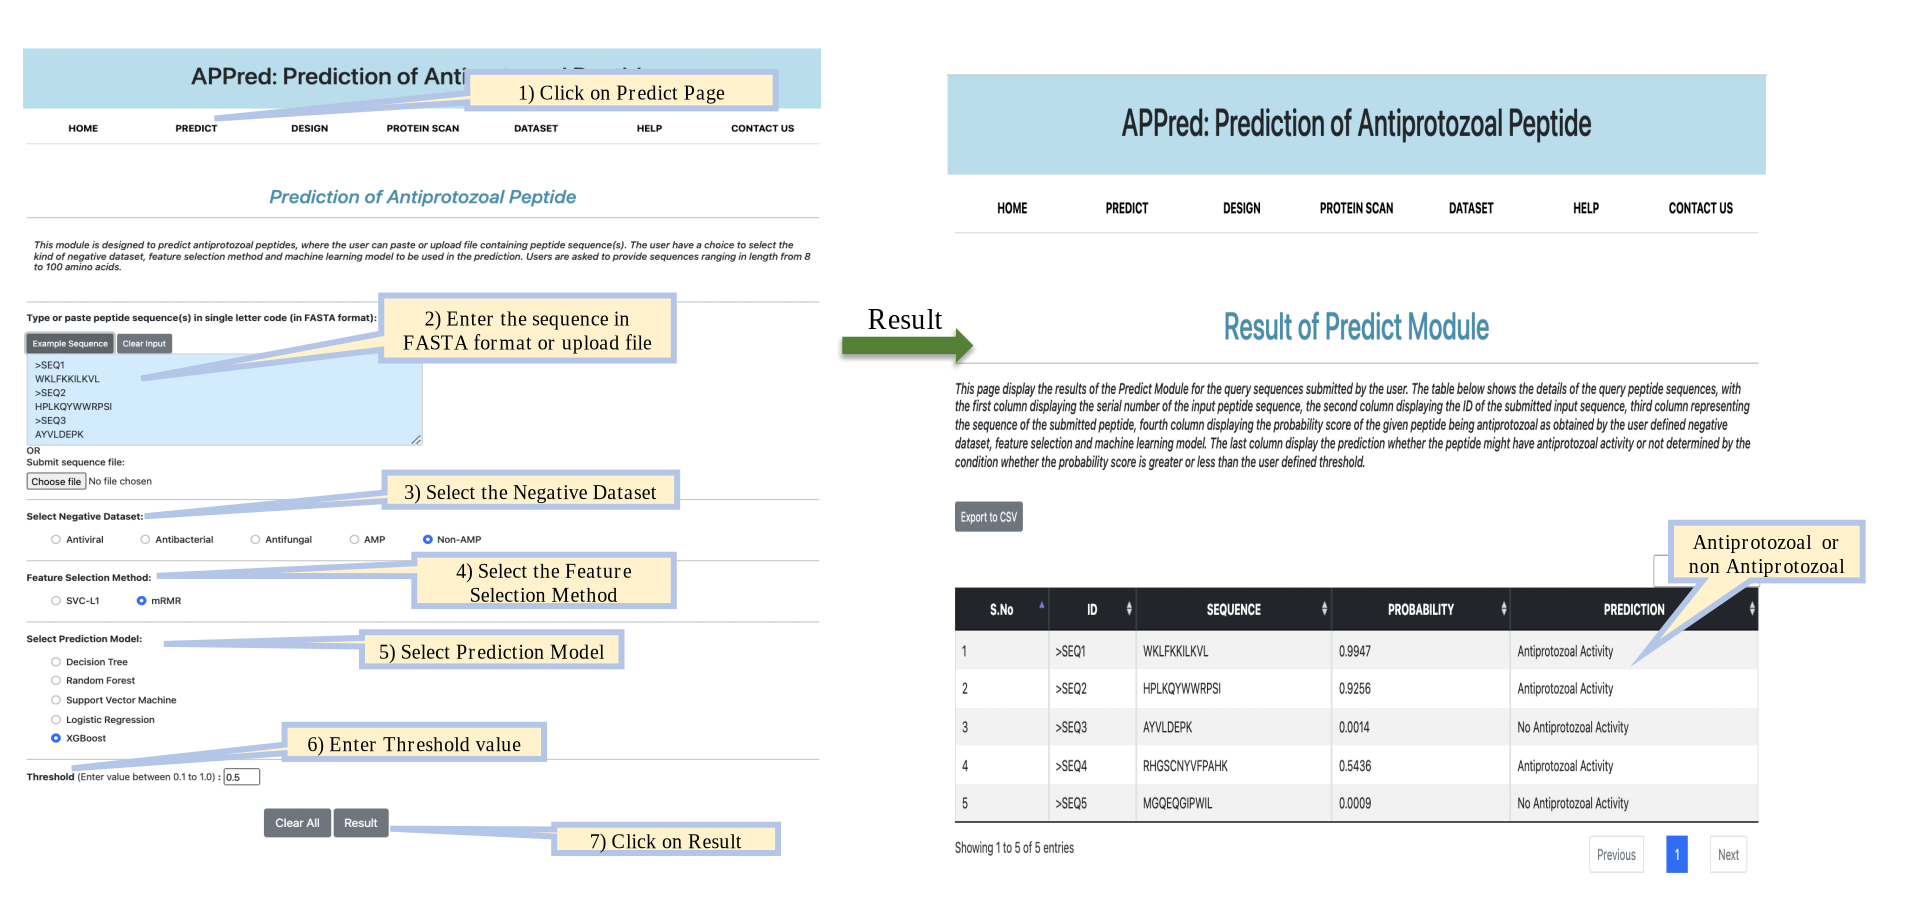 APPred: Prediction of Anti
1) Click on Predict Page
HOME PREDICT DESIGN PROTEIN SCAN DATASET HELP CONTACT US
Prediction of Antiprotozoal Peptide
This module is designed to predict antiprotozoal peptides, where the user can paste or upload file containing peptide sequence(s). The user have a choice to select the
kind of negative dataset, feature selection method and machine learning model to be used in the prediction. Users are asked to provide sequences ranging in length from 8
to 100 amino acids.
Type or paste peptide sequence(s) in single letter code (in FASTA format):
2) Enter the sequence in
FASTA format or upload file
Example Sequence Clear Input
>SEQ1
WKLFKKILKVL
>SEQ2
HPLKQYWWRPSI
>SEQ3
AYVLDEPK
OR
Submit sequence file:
Choose file No file chosen
3) Select the Negative Dataset
Select Negative Dataset:
Antiviral Antibacterial Antifungal AMP Non-AMP
4) Select the Feature
Selection Method
Feature Selection Method:
SVC-L1 mRMR
Select Prediction Model:
5) Select Prediction Model
Decision Tree
Random Forest
Support Vector Machine
Logistic Regression
XGBoost
6) Enter Threshold value
Threshold (Enter value between 0.1 to 1.0) : 0.5
Clear All Result
7) Click on Result
Result
APPred: Prediction of Antiprotozoal Peptide
HOME PREDICT DESIGN PROTEIN SCAN DATASET HELP CONTACT US
Result of Predict Module
This page display the results of the Predict Module for the query sequences submitted by the user. The table below shows the details of the query peptide sequences, with
the first column displaying the serial number of the input peptide sequence, the second column displaying the ID of the submitted input sequence, third column representing
the sequence of the submitted peptide, fourth column displaying the probability score of the given peptide being antiprotozoal as obtained by the user defined negative
dataset, feature selection and machine learning model. The last column display the prediction whether the peptide might have antiprotozoal activity or not determined by the
condition whether the probability score is greater or less than the user defined threshold.
Export to CSV
Antiprotozoal or
non Antiprotozoal
S.No ID SEQUENCE PROBABILITY PREDICTION
1 >SEQ1 WKLFKKILKVL 0.9947 Antiprotozoal Activity
2 >SEQ2 HPLKQYWWRPSI 0.9256 Antiprotozoal Activity
3 >SEQ3 AYVLDEPK 0.0014 No Antiprotozoal Activity
4 >SEQ4 RHGSCNYVFPAHK 0.5436 Antiprotozoal Activity
5 >SEQ5 MGQEQGIPWIL 0.0009 No Antiprotozoal Activity
Showing 1 to 5 of 5 entries
Previous 1 Next